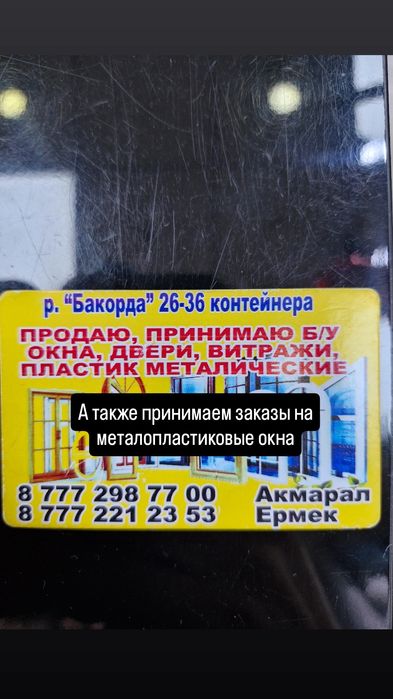 р. "Бакорда" 26-36 контейнера
ПРОДАЮ, ПРИНИМАЮ Б/У
ОКНА, ДВЕРИ, ВИТРАЖИ,
ПЛАСТИК МЕТАЛИЧЕСКИЕ
А также принимаем заказы на
металопластиковые окна
8 777 298 77 00 Акмарал
8 777 221 23 53 Ермек